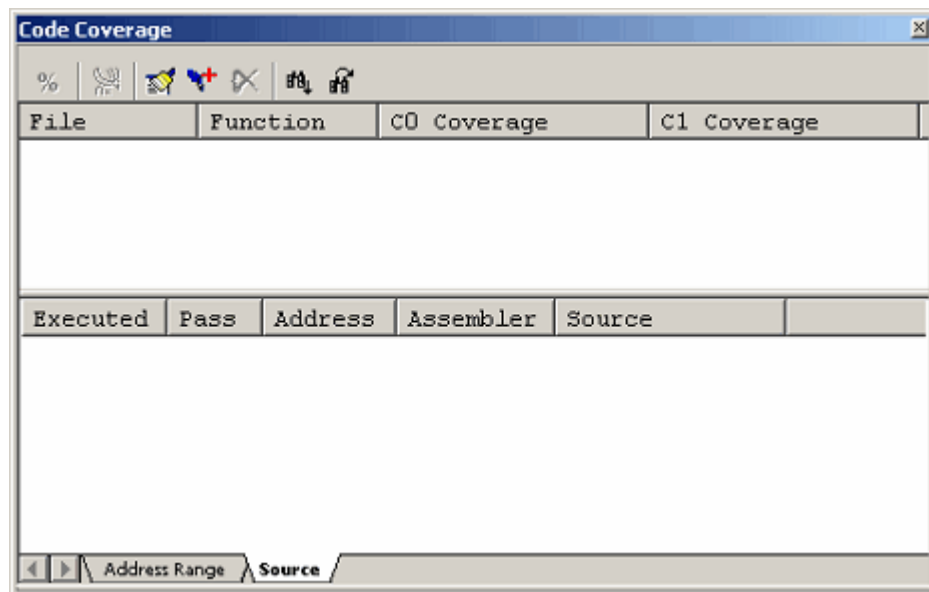 Code Coverage
%
File Function C0 Coverage C1 Coverage
Executed Pass Address Assembler Source
Address Range Source